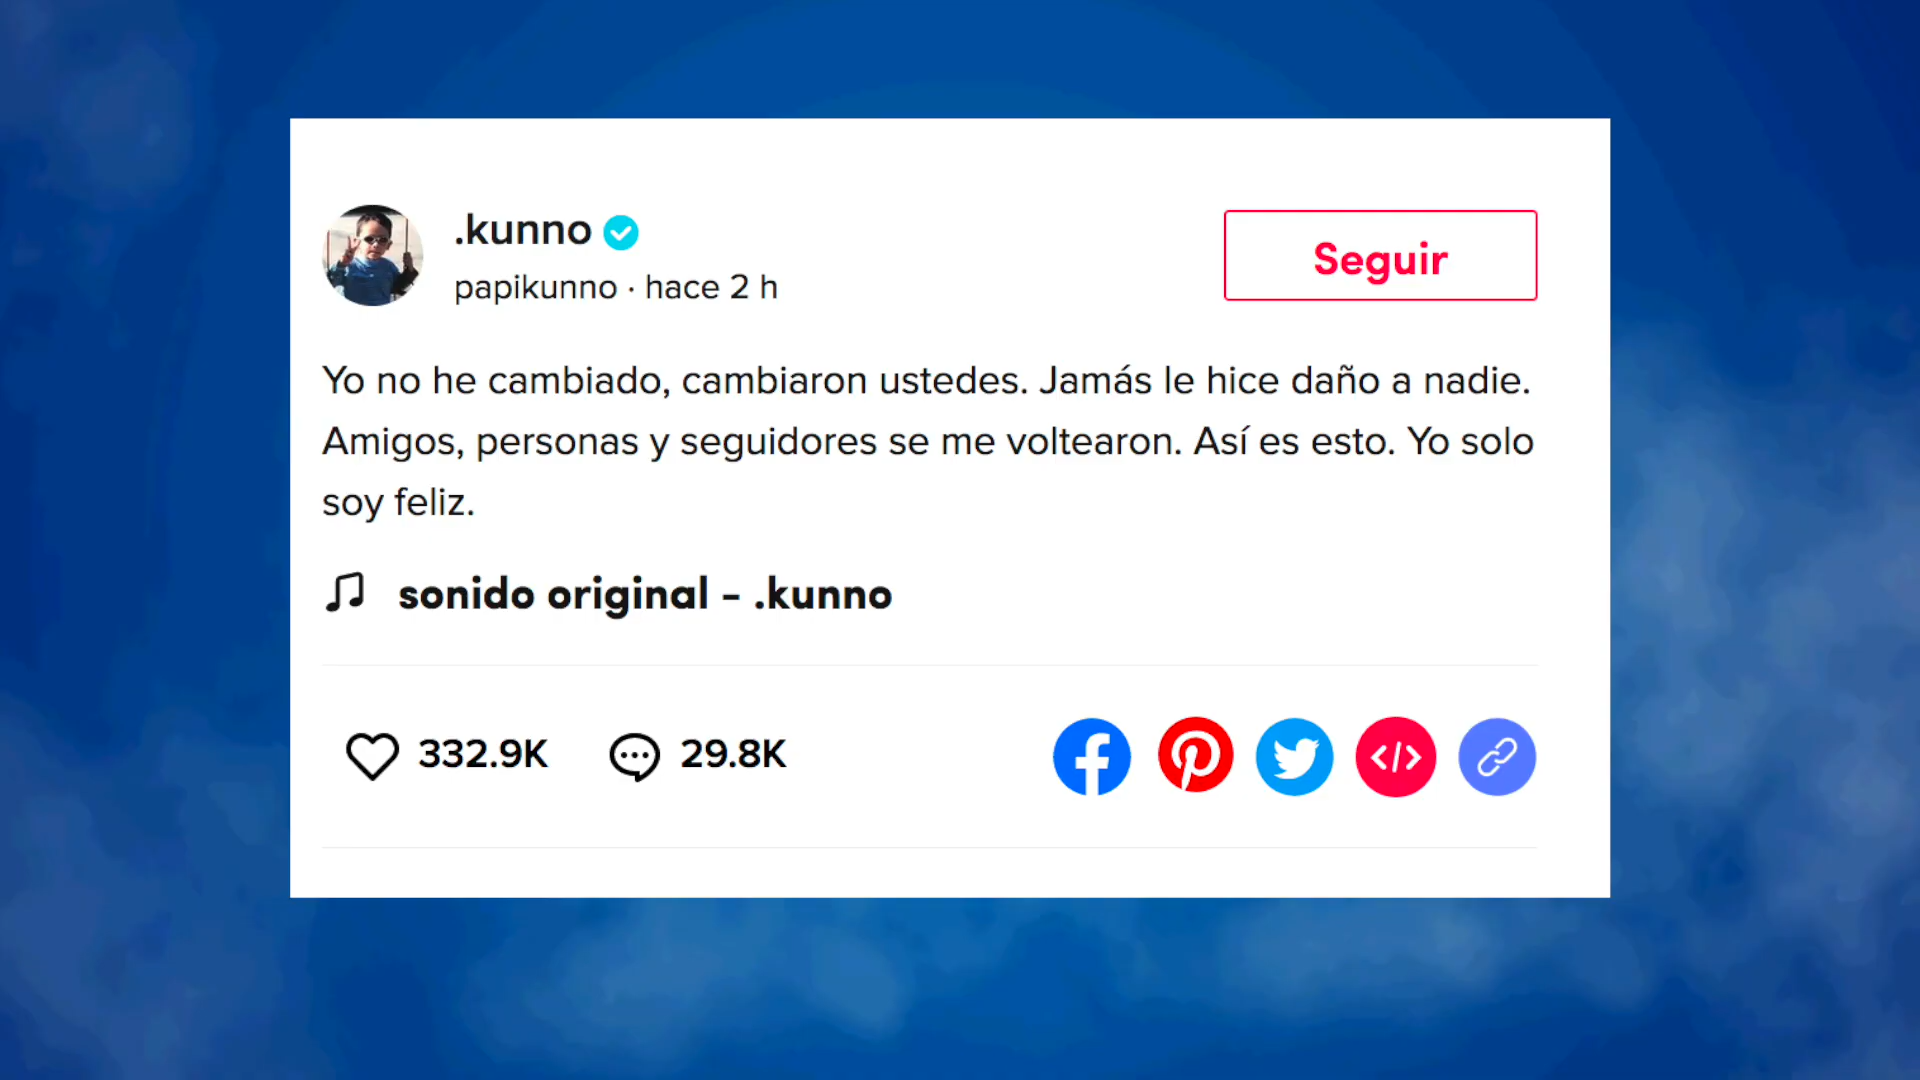 .kunno
papikunno · hace 2 h
Seguir
Yo no he cambiado, cambiaron ustedes. Jamás le hice daño a nadie.
Amigos, personas y seguidores se me voltearon. Así es esto. Yo solo
soy feliz.
sonido original - .kunno
332.9K 29.8K